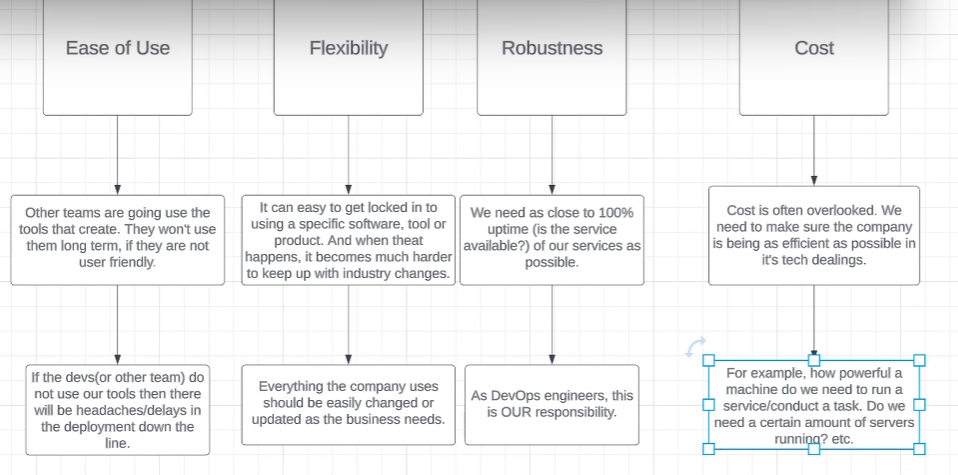 Ease of Use
Flexibility
Robustness
Cost
Other teams are going use the
tools that create. They won't use
them long term, if they are not
user friendly.
It can easy to get locked in to
using a specific software, tool or
product. And when theat
happens, it becomes much harder
to keep up with industry changes.
We need as close to 100%
uptime (is the service
available?) of our services as
possible.
Cost is often overlooked. We
need to make sure the company
is being as efficient as possible in
it's tech dealings.
If the devs(or other team) do
not use our tools then there
will be headaches/delays in
the deployment down the
line.
Everything the company uses
should be easily changed or
updated as the business needs.
As DevOps engineers, this
is OUR responsibility.
For example, how powerful a
machine do we need to run a
service/conduct a task. Do we
need a certain amount of servers
running? etc.